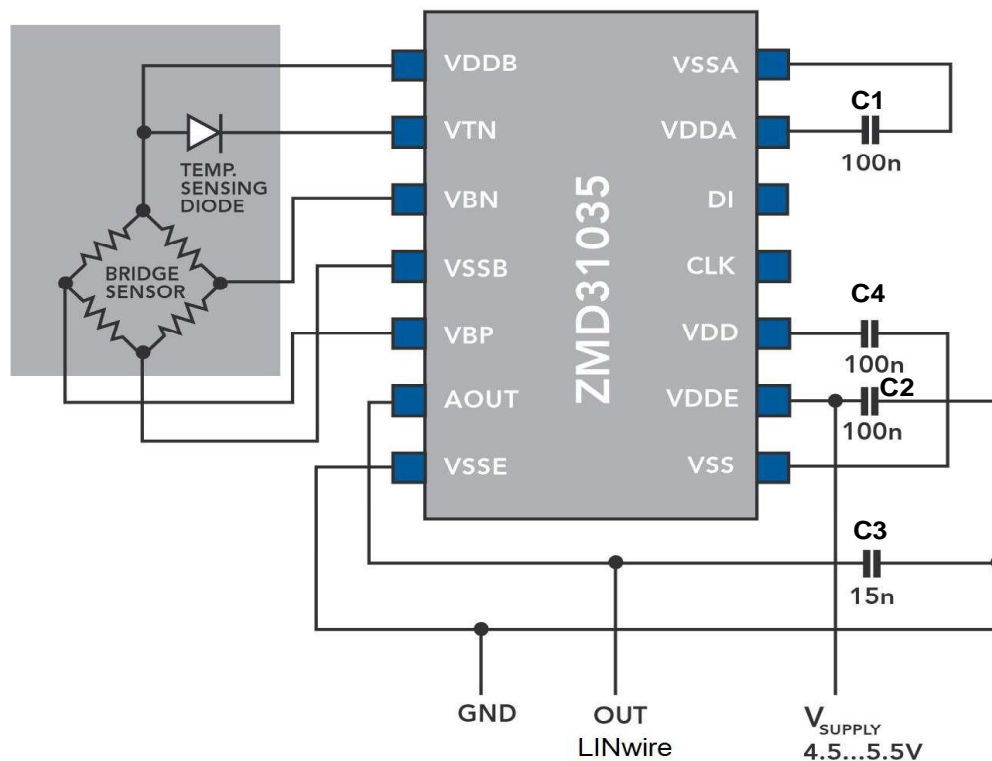 VDDB
VTN
VBN
VSSB
VBP
AOUT
VSSE
ZMD31035
VSSA
VDDA
DI
CLK
VDD
VDDE
VSS
TEMP.
SENSING
DIODE
BRIDGE
SENSOR
C1
100n
C4
100n
C2
100n
C3
15n
GND
OUT
LINwire
VSUPPLY
4.5...5.5V